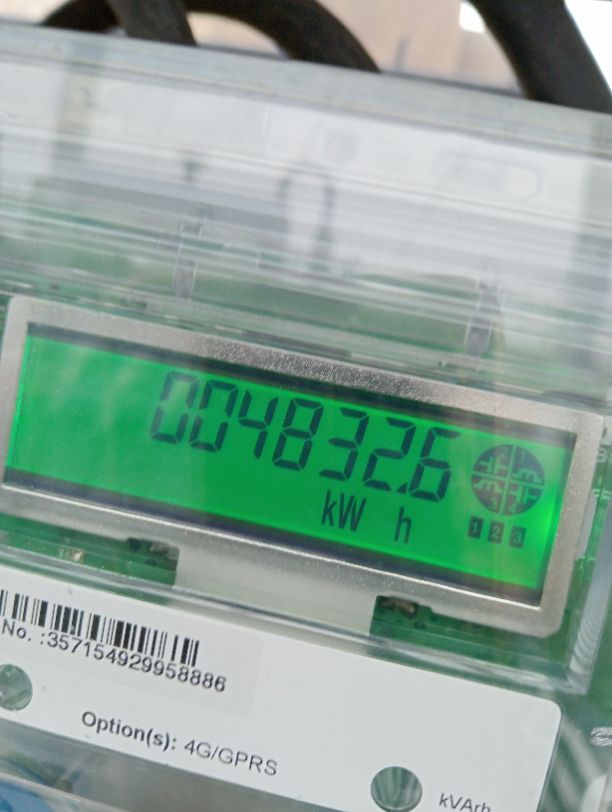 004832.6
kW h
1 2 3
No. :357154929958886
Option(s): 4G/GPRS
kVArh